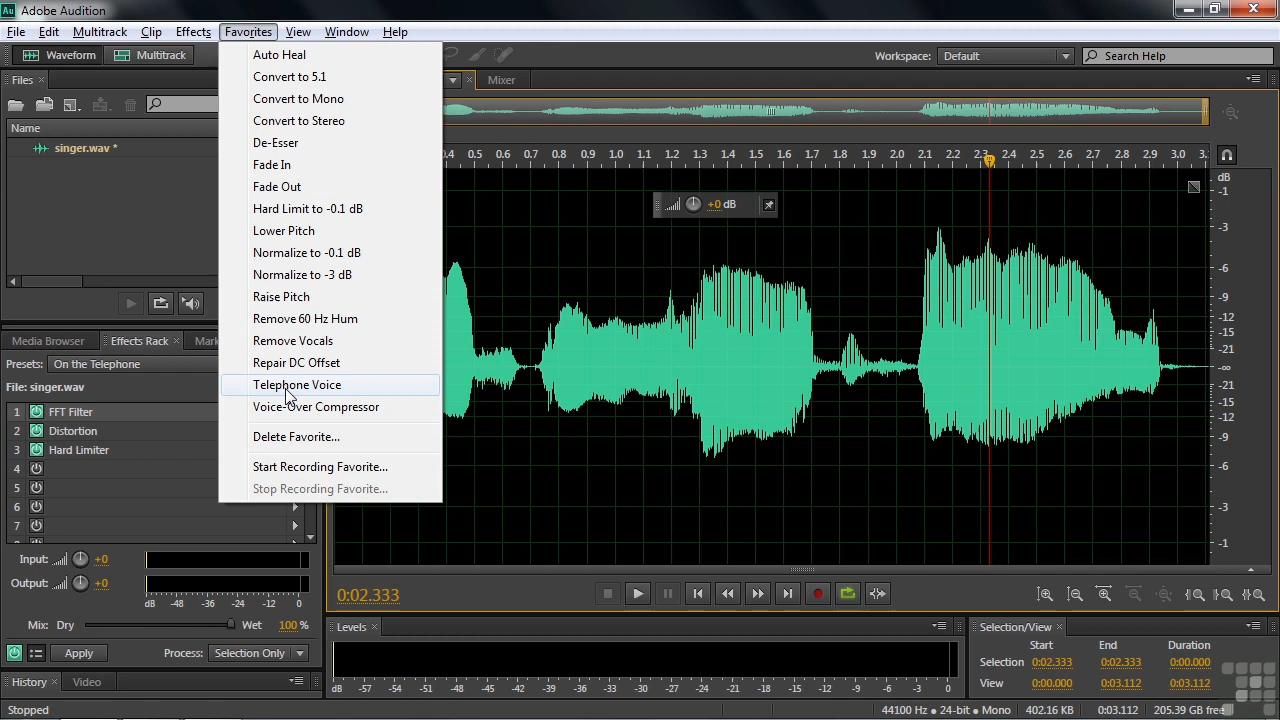 Au Adobe Audition
File Edit Multitrack Clip Effects Favorites View Window Help
Waveform Multitrack
Workspace: Default Search Help
Files × Mixer
Name
singer.wav *
Auto Heal
Convert to 5.1
Convert to Mono
Convert to Stereo
De-Esser
Fade In
Fade Out
Hard Limit to -0.1 dB
Lower Pitch
Normalize to -0.1 dB
Normalize to -3 dB
Raise Pitch
Remove 60 Hz Hum
Remove Vocals
Repair DC Offset
Telephone Voice
Voice-Over Compressor
Delete Favorite...
Start Recording Favorite...
Stop Recording Favorite...
0.4 0.5 0.6 0.7 0.8 0.9 1.0 1.1 1.2 1.3 1.4 1.5 1.6 1.7 1.8 1.9 2.0 2.1 2.2 2.3 2.4 2.5 2.6 2.7 2.8 2.9 3.0 3.
+0 dB
dB
-1
-3
-6
-9
-12
-15
-21
-∞
-21
-15
-12
-9
-6
-3
-1
Media Browser Effects Rack × Mark
Presets: On the Telephone
File: singer.wav
1 FFT Filter
2 Distortion
3 Hard Limiter
4
5
6
7
Input: +0
Output: +0
dB -48 -36 -24 -12 0
Mix: Dry Wet 100 %
Apply Process: Selection Only
History × Video
Stopped
0:02.333
Levels ×
dB -57 -54 -51 -48 -45 -42 -39 -36 -33 -30 -27 -24 -21 -18 -15 -12 -9 -6 -3 0
Selection/View ×
Start End Duration
Selection 0:02.333 0:02.333 0:00.000
View 0:00.000 0:03.112 0:03.112
44100 Hz ● 24-bit ● Mono 402.16 KB 0:03.112 205.39 GB free